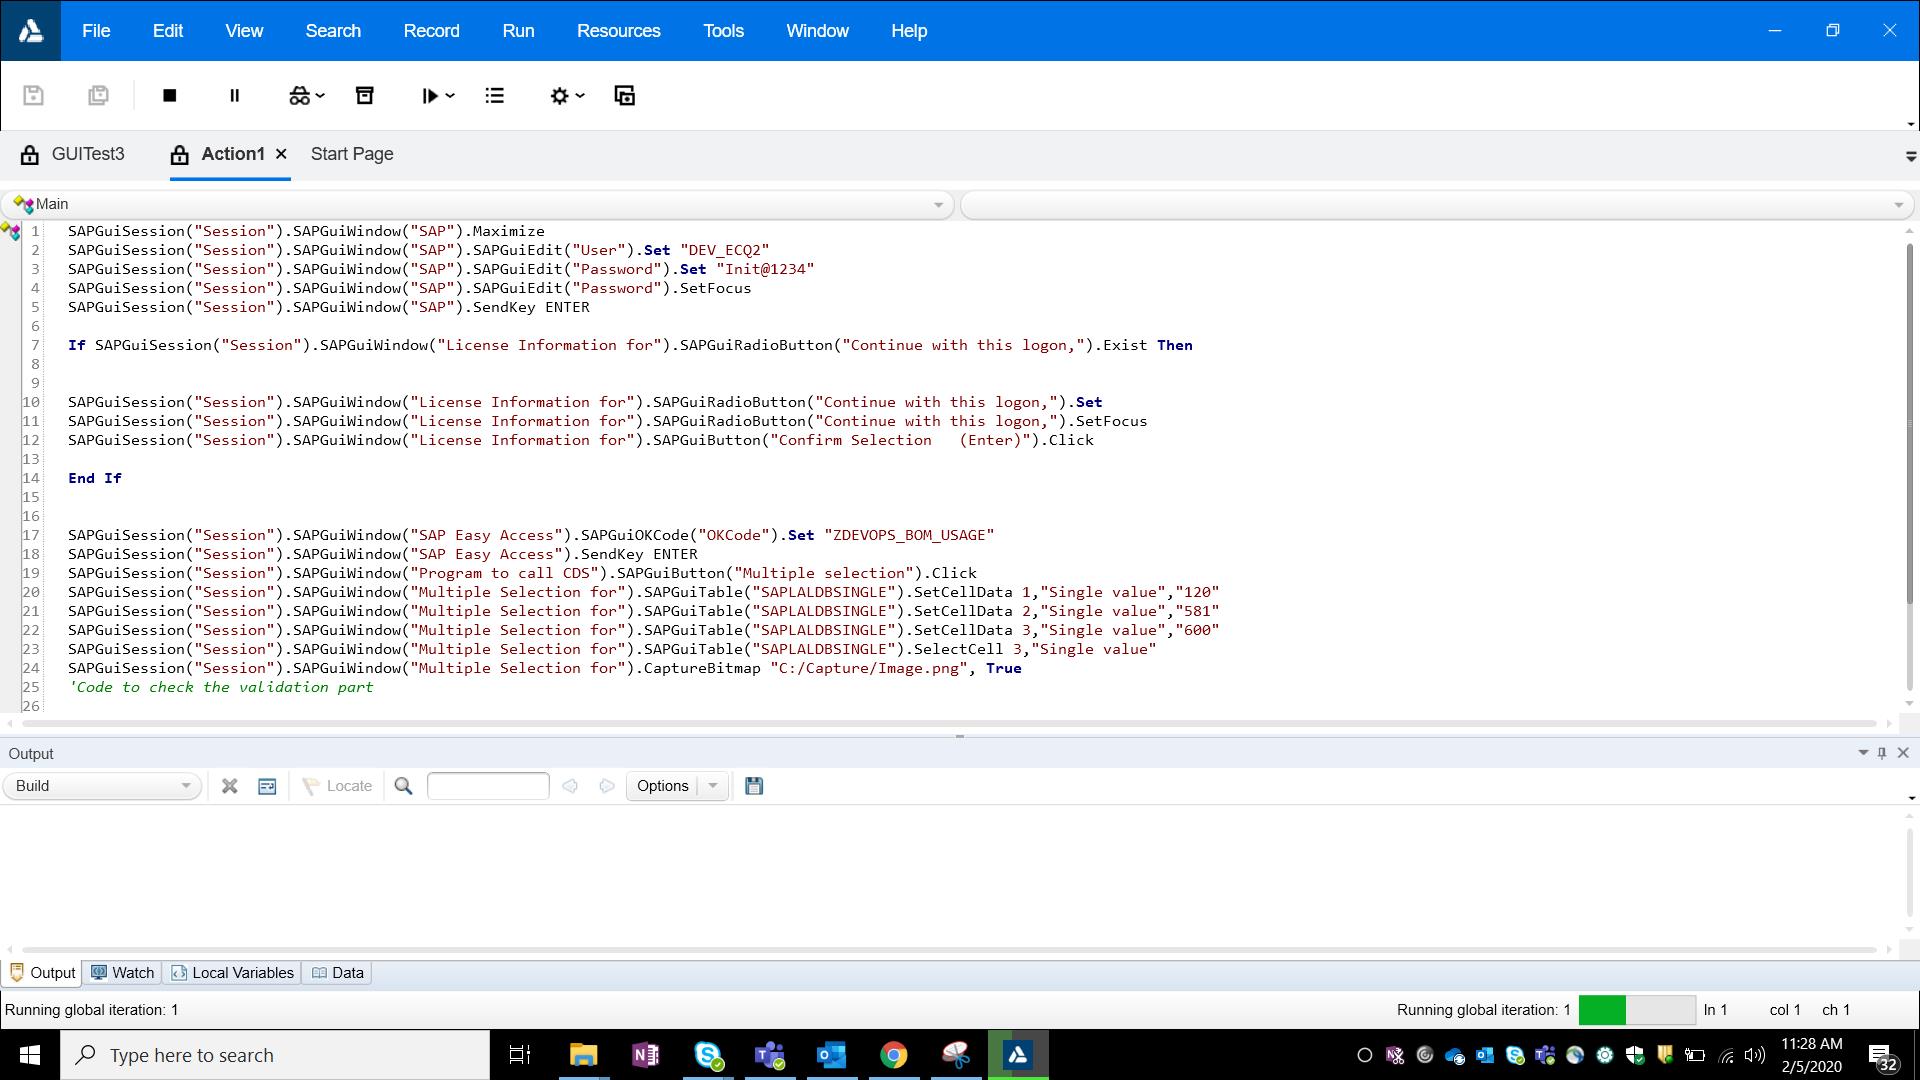 File Edit View Search Record Run Resources Tools Window Help
GUITest3 Action1 Start Page
Main
1 SAPGuiSession("Session").SAPGuiWindow("SAP").Maximize
2 SAPGuiSession("Session").SAPGuiWindow("SAP").SAPGuiEdit("User").Set "DEV_ECQ2"
3 SAPGuiSession("Session").SAPGuiWindow("SAP").SAPGuiEdit("Password").Set "Init@1234"
4 SAPGuiSession("Session").SAPGuiWindow("SAP").SAPGuiEdit("Password").SetFocus
5 SAPGuiSession("Session").SAPGuiWindow("SAP").SendKey ENTER
6
7 If SAPGuiSession("Session").SAPGuiWindow("License Information for").SAPGuiRadioButton("Continue with this logon,").Exist Then
8
9
10 SAPGuiSession("Session").SAPGuiWindow("License Information for").SAPGuiRadioButton("Continue with this logon,").Set
11 SAPGuiSession("Session").SAPGuiWindow("License Information for").SAPGuiRadioButton("Continue with this logon,").SetFocus
12 SAPGuiSession("Session").SAPGuiWindow("License Information for").SAPGuiButton("Confirm Selection   (Enter)").Click
13
14 End If
15
16
17 SAPGuiSession("Session").SAPGuiWindow("SAP Easy Access").SAPGuiOKCode("OKCode").Set "ZDEVOPS_BOM_USAGE"
18 SAPGuiSession("Session").SAPGuiWindow("SAP Easy Access").SendKey ENTER
19 SAPGuiSession("Session").SAPGuiWindow("Program to call CDS").SAPGuiButton("Multiple selection").Click
20 SAPGuiSession("Session").SAPGuiWindow("Multiple Selection for").SAPGuiTable("SAPLALDBSINGLE").SetCellData 1,"Single value","120"
21 SAPGuiSession("Session").SAPGuiWindow("Multiple Selection for").SAPGuiTable("SAPLALDBSINGLE").SetCellData 2,"Single value","581"
22 SAPGuiSession("Session").SAPGuiWindow("Multiple Selection for").SAPGuiTable("SAPLALDBSINGLE").SetCellData 3,"Single value","600"
23 SAPGuiSession("Session").SAPGuiWindow("Multiple Selection for").SAPGuiTable("SAPLALDBSINGLE").SelectCell 3,"Single value"
24 SAPGuiSession("Session").SAPGuiWindow("Multiple Selection for").CaptureBitmap "C:/Capture/Image.png", True
25 'Code to check the validation part
26
Output
Build Locate Options
Output Watch Local Variables Data
Running global iteration: 1 Running global iteration: 1 ln 1 col 1 ch 1
Type here to search
11:28 AM
2/5/2020
32